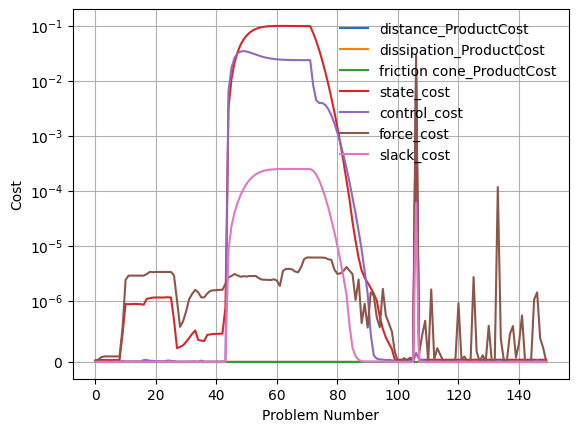 10⁻¹
10⁻²
10⁻³
10⁻⁴
10⁻⁵
10⁻⁶
0
Cost
distance_ProductCost
dissipation_ProductCost
friction cone_ProductCost
state_cost
control_cost
force_cost
slack_cost
0 20 40 60 80 100 120 140
Problem Number